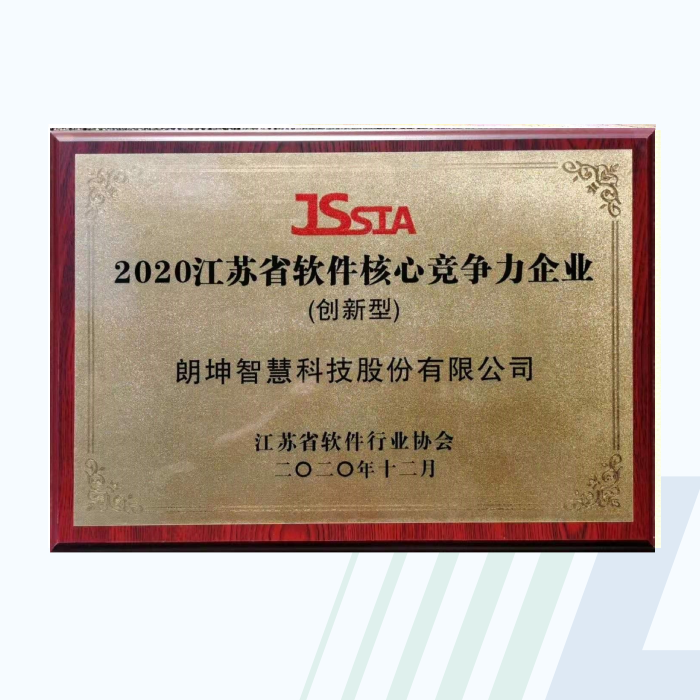 JSSIA
2020江苏省软件核心竞争力企业
(创新型)
朗坤智慧科技股份有限公司
江苏省软件行业协会
二〇二〇年十二月